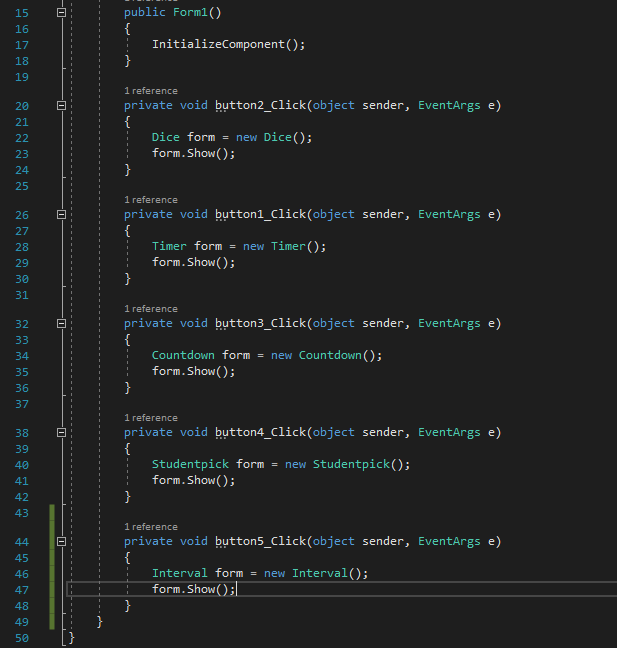 15 public Form1()
16 {
17 InitializeComponent();
18 }
19
1 reference
20 private void button2_Click(object sender, EventArgs e)
21 {
22 Dice form = new Dice();
23 form.Show();
24 }
25
1 reference
26 private void button1_Click(object sender, EventArgs e)
27 {
28 Timer form = new Timer();
29 form.Show();
30 }
31
1 reference
32 private void button3_Click(object sender, EventArgs e)
33 {
34 Countdown form = new Countdown();
35 form.Show();
36 }
37
1 reference
38 private void button4_Click(object sender, EventArgs e)
39 {
40 Studentpick form = new Studentpick();
41 form.Show();
42 }
43
1 reference
44 private void button5_Click(object sender, EventArgs e)
45 {
46 Interval form = new Interval();
47 form.Show();
48 }
49 }
50 }